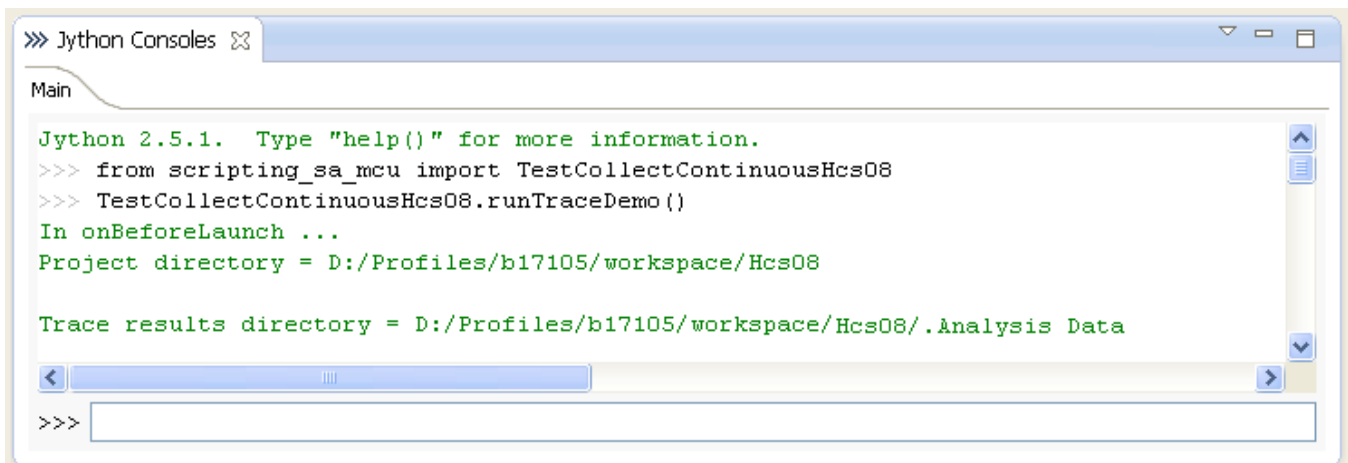 Jython Consoles
Main
Jython 2.5.1.  Type "help()" for more information.
>>> from scripting_sa_mcu import TestCollectContinuousHcs08
>>> TestCollectContinuousHcs08.runTraceDemo()
In onBeforeLaunch ...
Project directory = D:/Profiles/b17105/workspace/Hcs08
Trace results directory = D:/Profiles/b17105/workspace/Hcs08/.Analysis Data
>>>